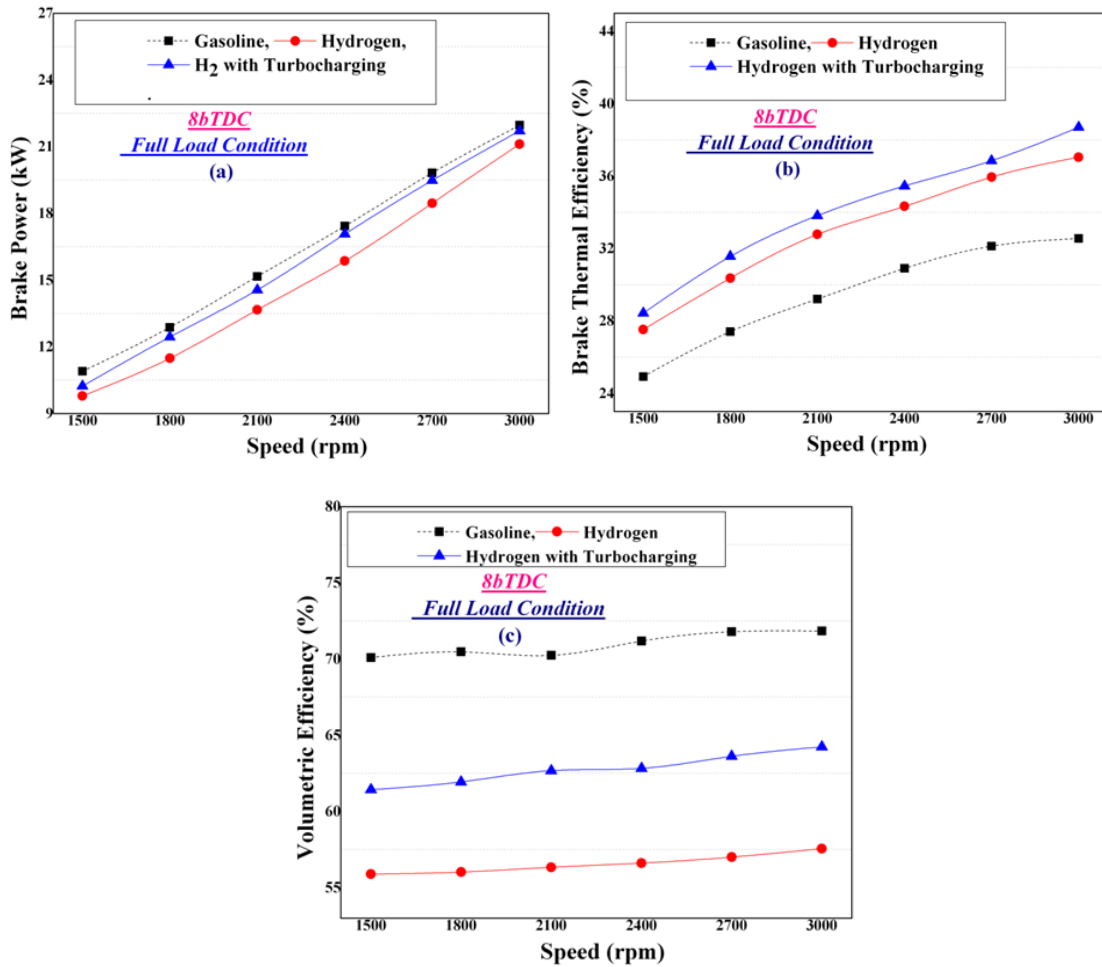 Gasoline, Hydrogen,
H2 with Turbocharging
.
8bTDC
Full Load Condition
(a)
27
24
21
18
15
12
9
Brake Power (kW)
1500 1800 2100 2400 2700 3000
Speed (rpm)
Gasoline, Hydrogen
Hydrogen with Turbocharging
8bTDC
Full Load Condition
(b)
44
40
36
32
28
24
Brake Thermal Efficiency (%)
1500 1800 2100 2400 2700 3000
Speed (rpm)
Gasoline, Hydrogen
Hydrogen with Turbocharging
8bTDC
Full Load Condition
(c)
80
75
70
65
60
55
Volumetric Efficiency (%)
1500 1800 2100 2400 2700 3000
Speed (rpm)